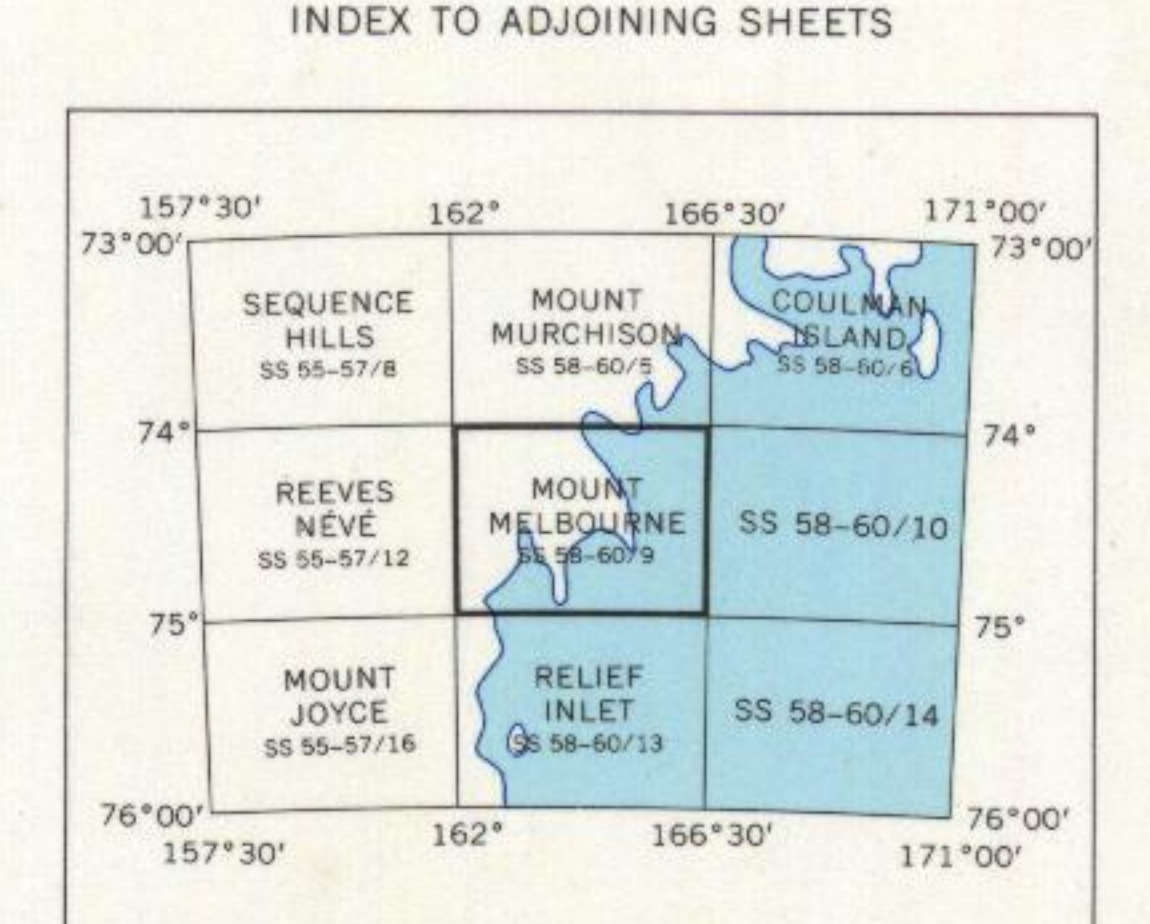 INDEX TO ADJOINING SHEETS
157°30′ 162° 166°30′ 171°00′
73°00′ 73°00′
SEQUENCE
HILLS
SS 55–57/8
MOUNT
MURCHISON
SS 58–60/5
COULMAN
ISLAND
SS 58–60/6
74° 74°
REEVES
NÉVÉ
SS 55–57/12
MOUNT
MELBOURNE
SS 58–60/9
SS 58–60/10
75° 75°
MOUNT
JOYCE
SS 55–57/16
RELIEF
INLET
SS 58–60/13
SS 58–60/14
76°00′ 76°00′
157°30′ 162° 166°30′ 171°00′